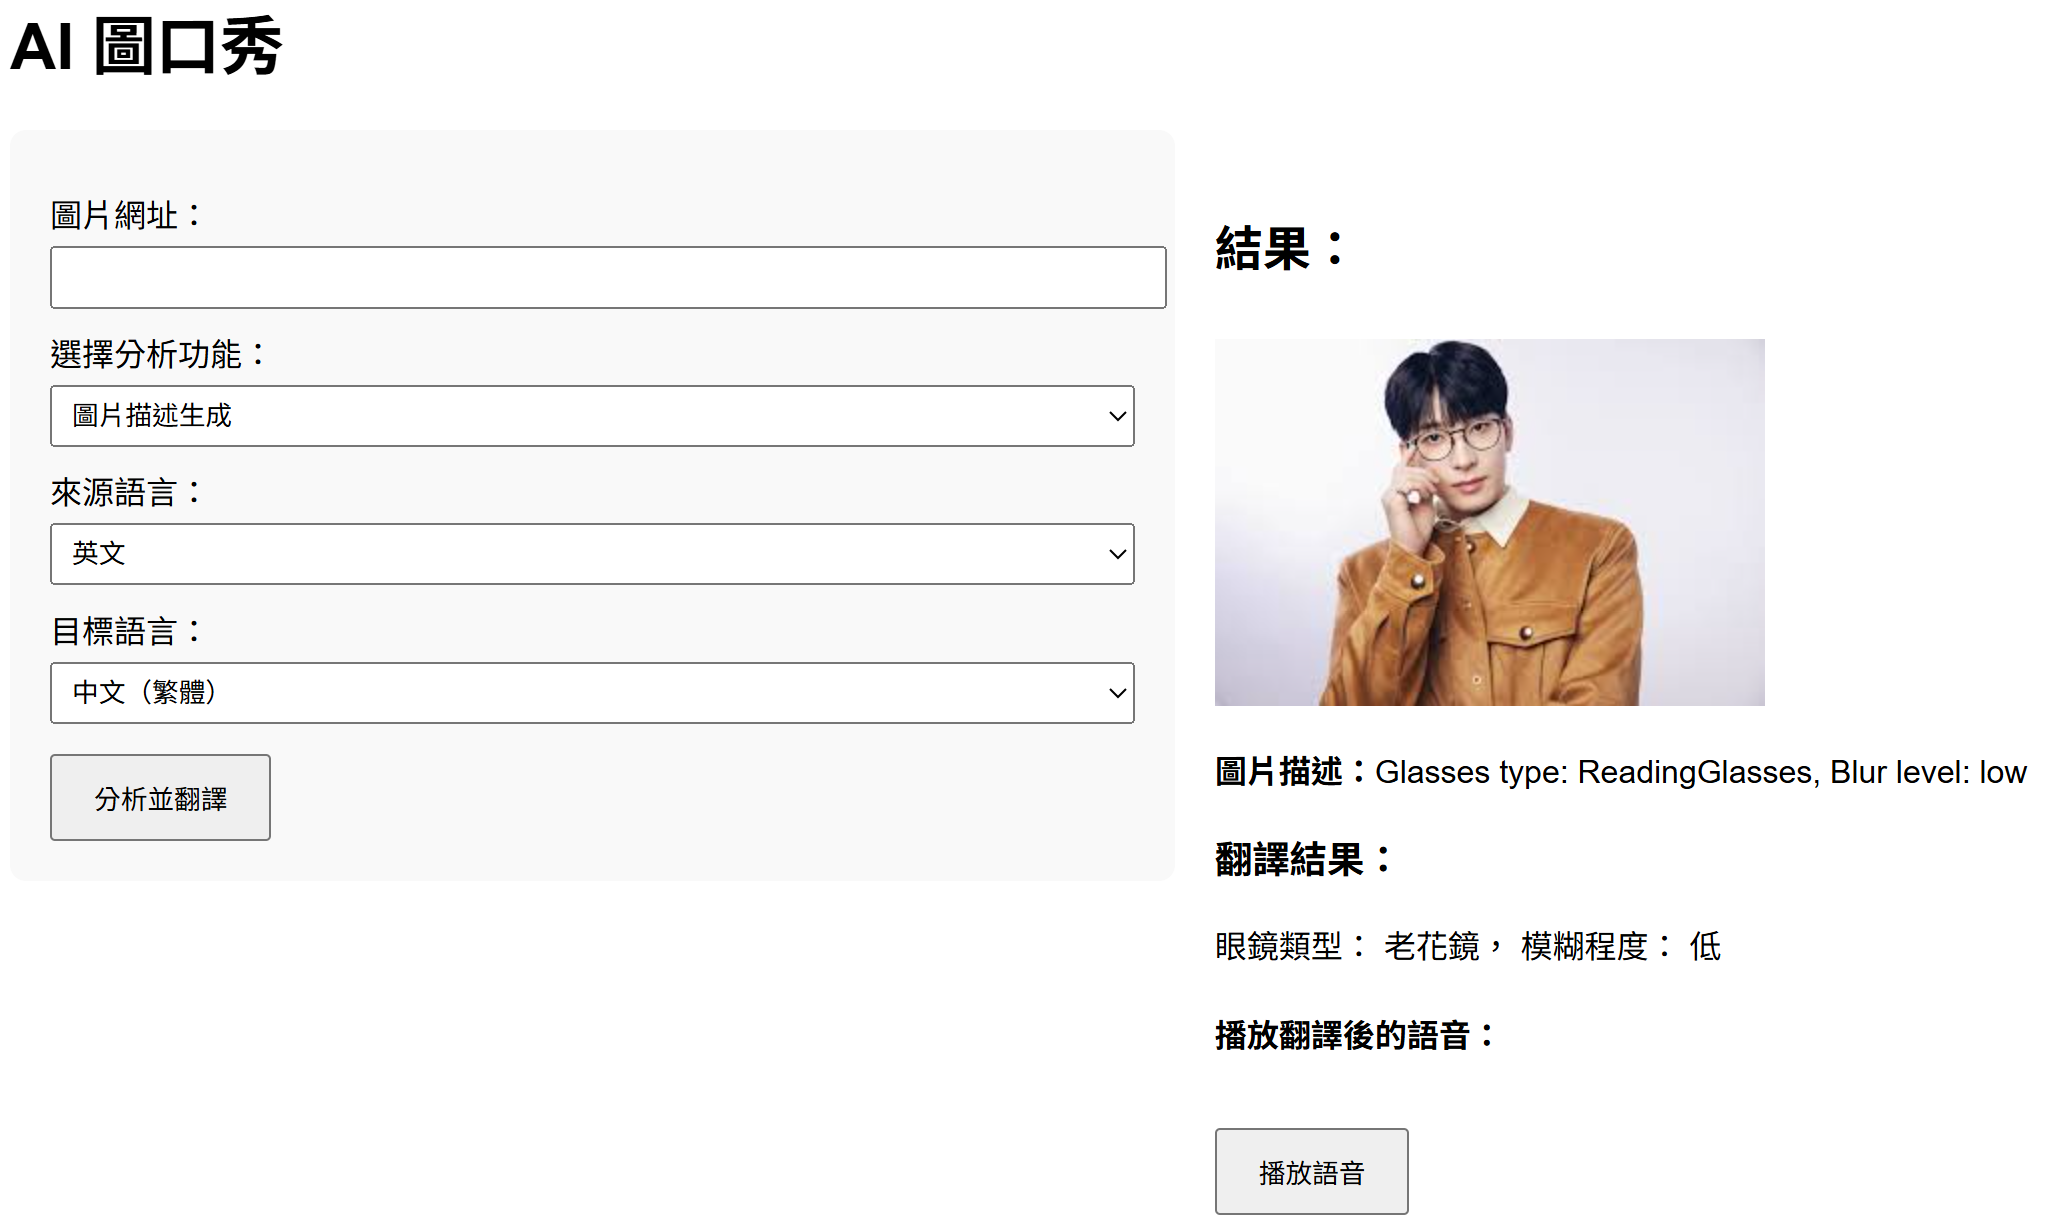 AI 圖口秀
圖片網址：
選擇分析功能：
圖片描述生成
來源語言：
英文
目標語言：
中文（繁體）
分析並翻譯
結果：
圖片描述：Glasses type: ReadingGlasses, Blur level: low
翻譯結果：
眼鏡類型： 老花鏡， 模糊程度： 低
播放翻譯後的語音：
播放語音